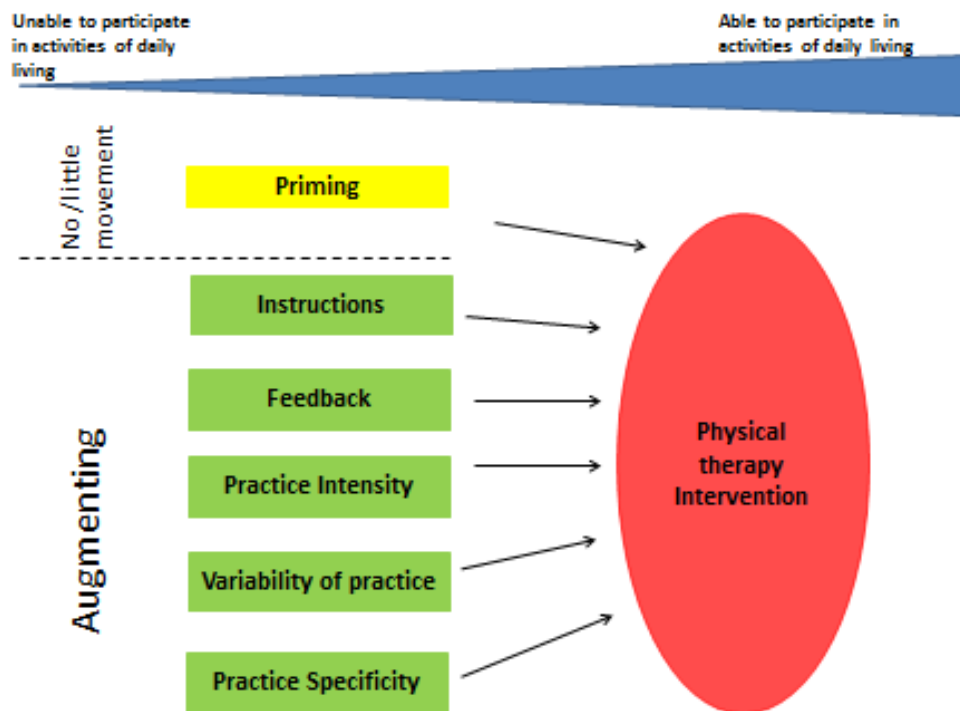 Unable to participate
in activities of daily
living
Able to participate in
activities of daily living
No/little
movement
Priming
Instructions
Feedback
Practice Intensity
Variability of practice
Practice Specificity
Augmenting
Physical
therapy
Intervention